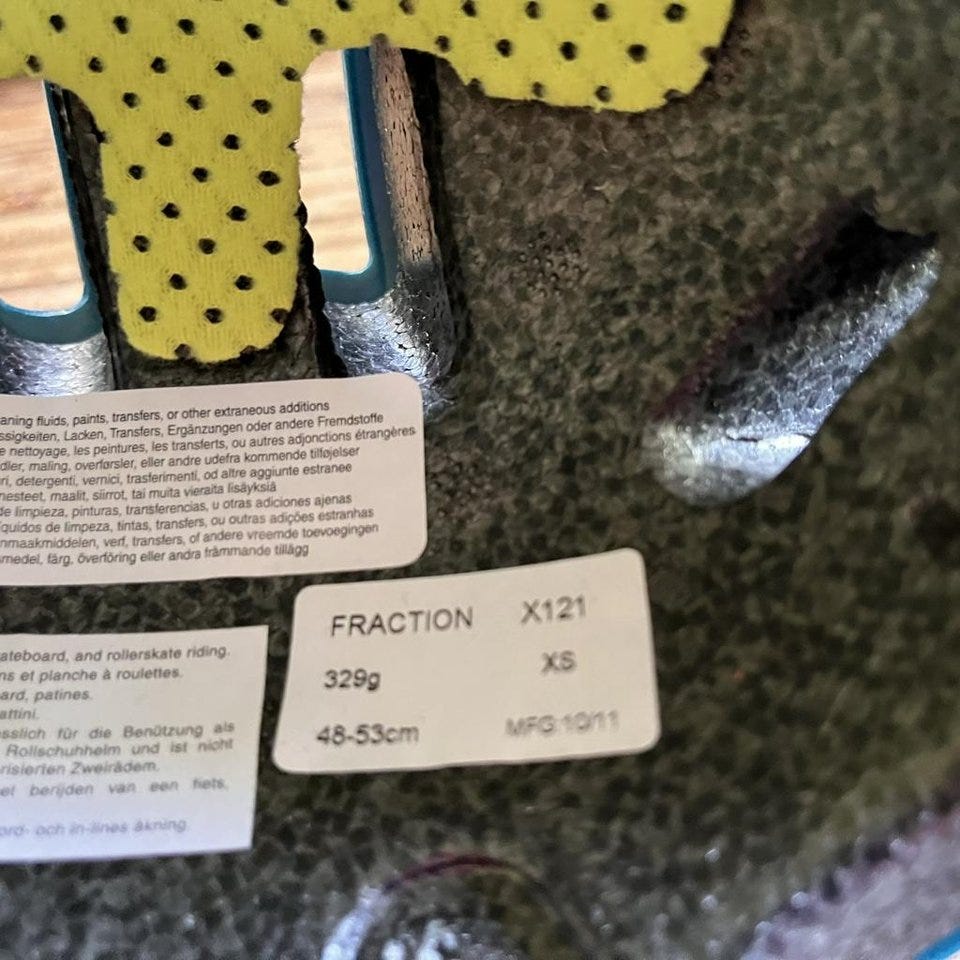 aning fluids, paints, transfers, or other extraneous additions
ssigkeiten, Lacken, Transfers, Ergänzungen oder andere Fremdstoffe
e nettoyage, les peintures, les transferts, ou autres adjonctions étrangères
dler, maling, overførsler, eller andre udefra kommende tilføjelser
ri, detergenti, vernici, trasferimenti, od altre aggiunte estranee
nesteet, maalit, siirrot, tai muita vieraita lisäyksiä
de limpieza, pinturas, transferencias, u otras adiciones ajenas
íquidos de limpeza, tintas, transfers, ou outras adições estranhas
nmaakmiddelen, verf, transfers, of andere vreemde toevoegingen
smedel, färg, överföring eller andra främmande tillägg
FRACTION X121
329g XS
48-53cm MFG:10/11
ateboard, and rollerskate riding.
ns et planche à roulettes.
ard, patines.
attini.
sslich für die Benützung als
Rollschuhhelm und ist nicht
risierten Zweirädern.
et berijden van een fiets,
ord- och in-lines åkning.